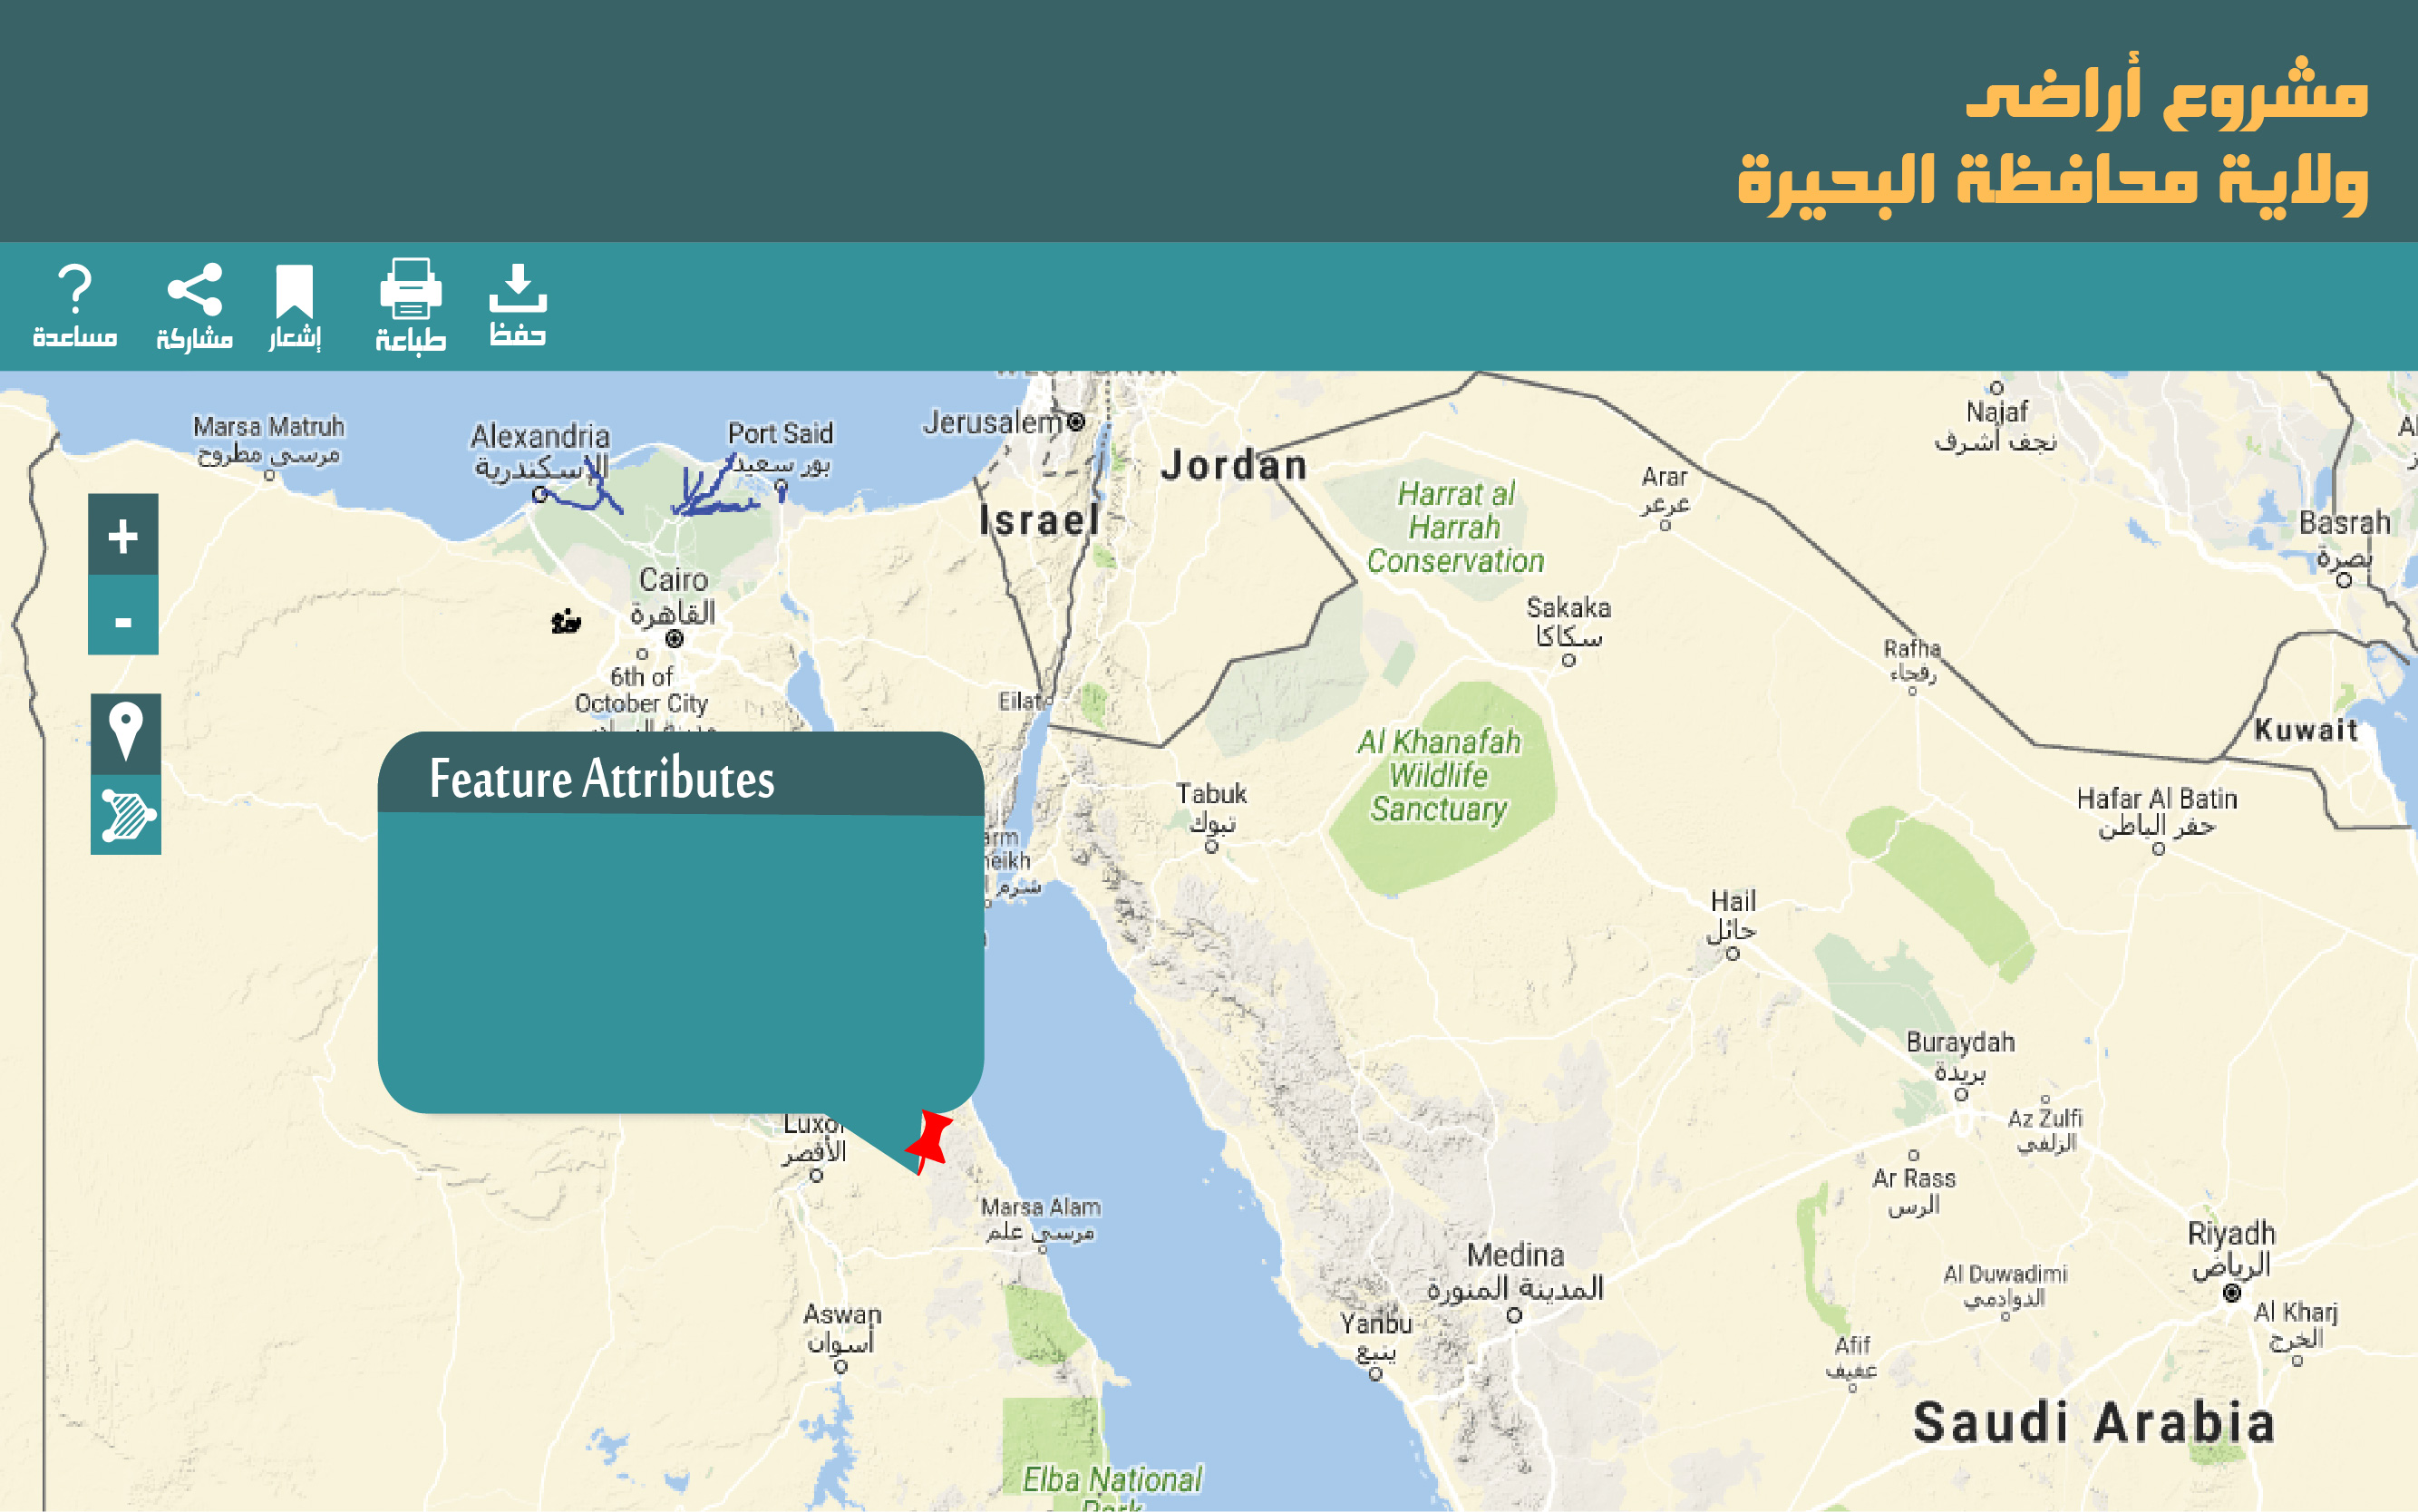 مشروع أراضى
ولاية محافظة البحيرة
مساعدة
مشاركة
إشعار
طباعة
حفظ
WEST BANK
Marsa Matruh
مرسى مطروح
Alexandria
الإسكندرية
Port Said
بور سعيد
Jerusalem
Jordan
Israel
Najaf
نجف أشرف
Arar
عرعر
Harrat al
Harrah
Conservation
Basrah
بصرة
+
-
Cairo
القاهرة
6th of
October City
Sakaka
سكاكا
Rafha
رفحاء
Eilat
Kuwait
Al Khanafah
Wildlife
Sanctuary
Tabuk
تبوك
Hafar Al Batin
حفر الباطن
Feature Attributes
arm
heikh
شرم
Hail
حائل
Buraydah
بريدة
Az Zulfi
الزلفي
Luxor
الأقصر
Ar Rass
الرس
Marsa Alam
مرسى علم
Medina
المدينة المنورة
Riyadh
الرياض
Al Duwadimi
الدوادمي
Al Kharj
الخرج
Aswan
أسوان
Yanbu
ينبع
Afif
عفيف
Saudi Arabia
Elba National
Park